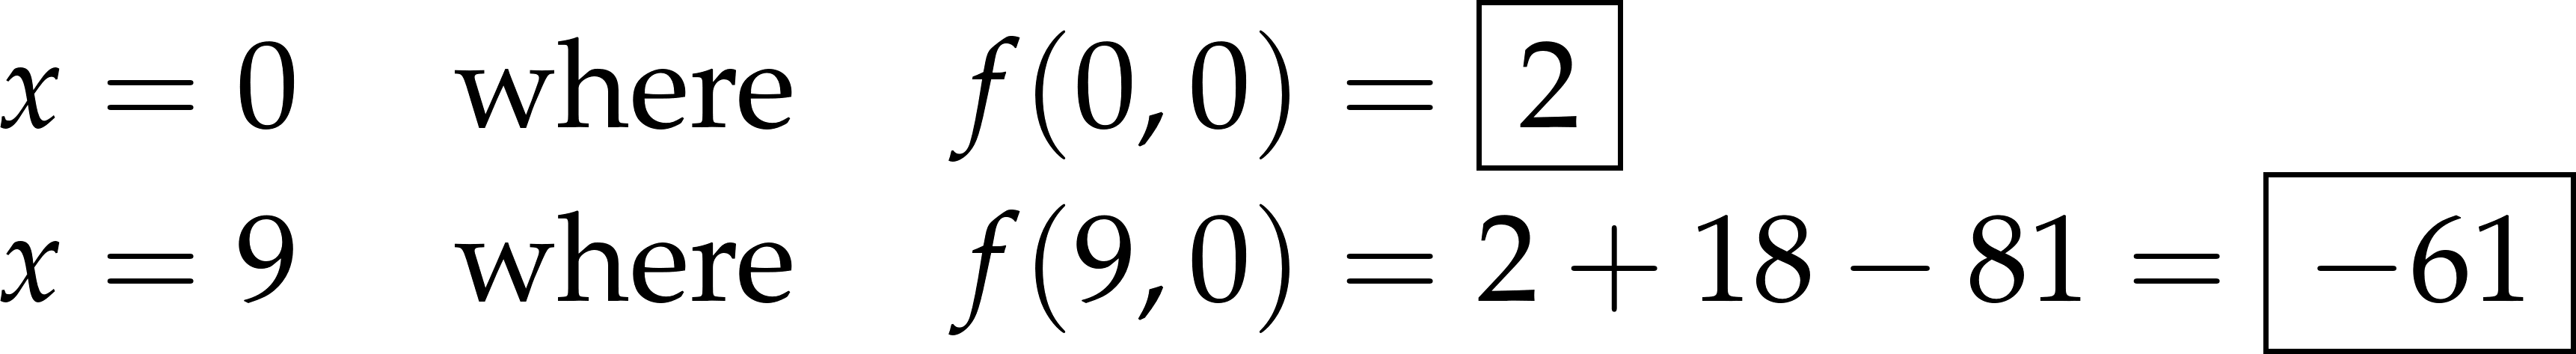 x = 0 where f(0, 0) = 2
x = 9 where f(9, 0) = 2 + 18 − 81 = −61